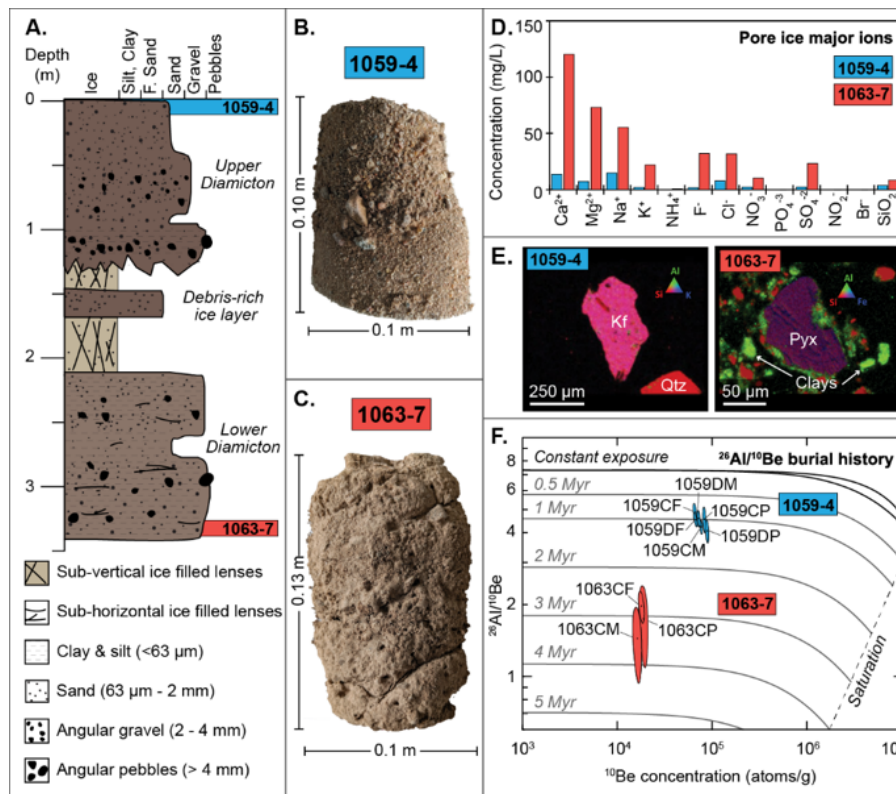 A.
Depth
(m)
Ice
Silt, Clay
F. Sand
Sand
Gravel
Pebbles
0
1059-4
Upper
Diamicton
1
Debris-rich
ice layer
2
Lower
Diamicton
3
1063-7
Sub-vertical ice filled lenses
Sub-horizontal ice filled lenses
Clay & silt (<63 µm)
Sand (63 µm - 2 mm)
Angular gravel (2 - 4 mm)
Angular pebbles (> 4 mm)
B.
1059-4
0.10 m
0.1 m
C.
1063-7
0.13 m
0.1 m
D.
Pore ice major ions
1059-4
1063-7
Concentration (mg/L)
150
100
50
0
Ca²⁺
Mg²⁺
Na⁺
K⁺
NH₄⁺
F⁻
Cl⁻
NO₃⁻
PO₄⁻³
SO₄⁻²
NO₂⁻
Br⁻
SiO₂
E.
1059-4
Al
Si
K
Kf
Qtz
250 µm
1063-7
Al
Si
Fe
Pyx
Clays
50 µm
F.
²⁶Al/¹⁰Be burial history
Constant exposure
8
6
4
2
1
²⁶Al/¹⁰Be
0.5 Myr
1 Myr
2 Myr
3 Myr
4 Myr
5 Myr
1059DM
1059CF
1059CP
1059DF
1059DP
1059CM
1059-4
1063CF
1063-7
1063CM
1063CP
Saturation
10³
10⁴
10⁵
10⁶
¹⁰Be concentration (atoms/g)